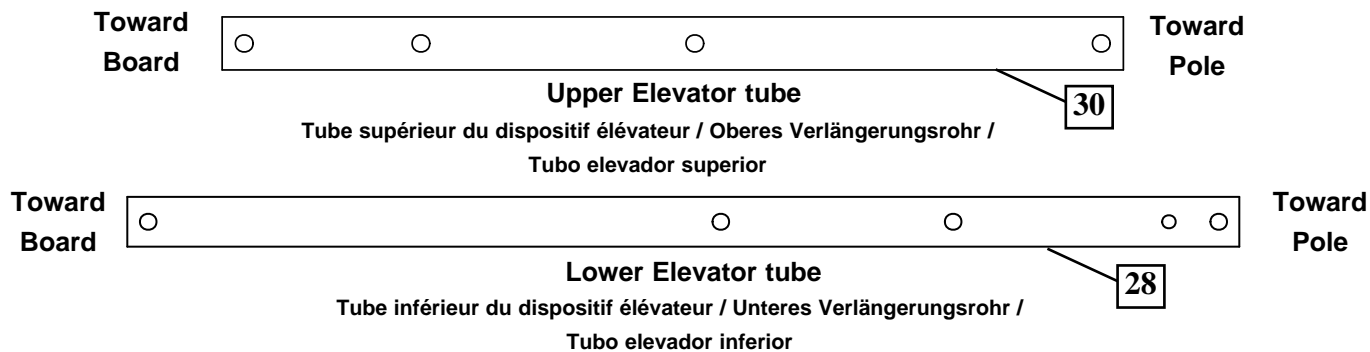 Toward
Board
Toward
Pole
Upper Elevator tube
30
Tube supérieur du dispositif élévateur / Oberes Verlängerungsrohr /
Tubo elevador superior
Toward
Board
Toward
Pole
Lower Elevator tube
28
Tube inférieur du dispositif élévateur / Unteres Verlängerungsrohr /
Tubo elevador inferior